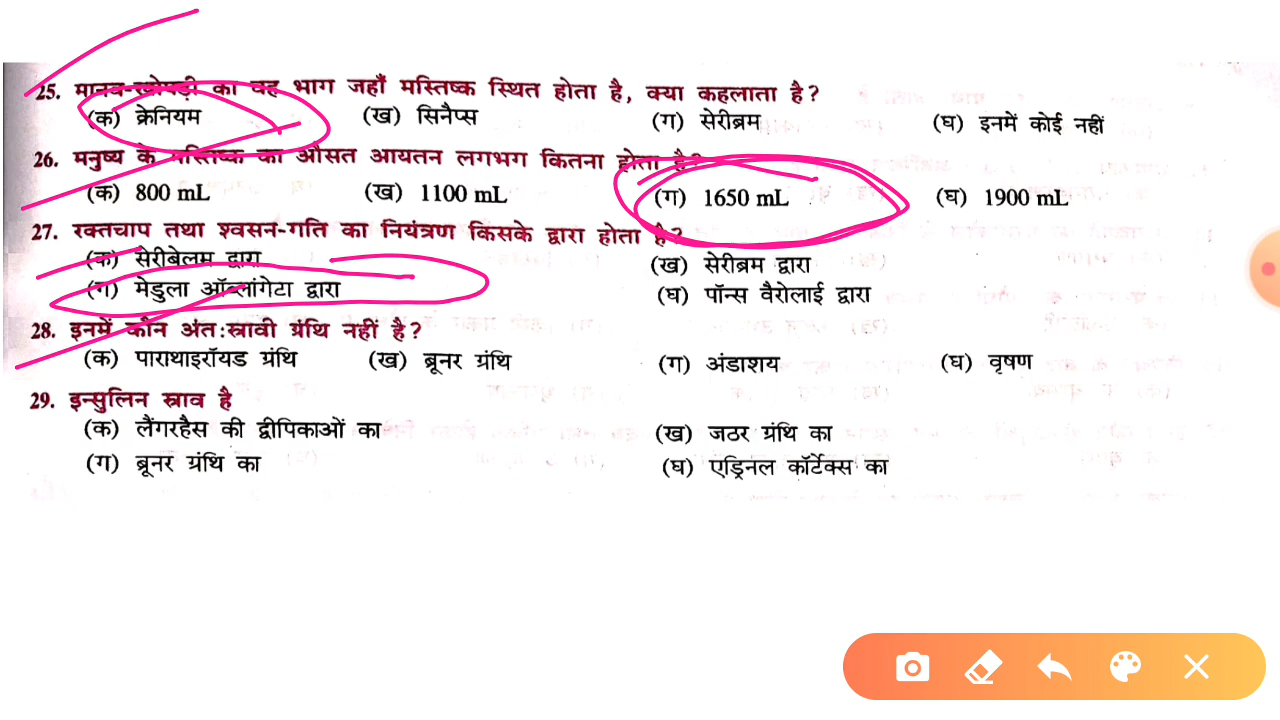 25. मानव-खोपड़ी का वह भाग जहाँ मस्तिष्क स्थित होता है, क्या कहलाता है?
(क) क्रेनियम (ख) सिनैप्स (ग) सेरीब्रम (घ) इनमें कोई नहीं
26. मनुष्य के मस्तिष्क का औसत आयतन लगभग कितना होता है?
(क) 800 mL (ख) 1100 mL (ग) 1650 mL (घ) 1900 mL
27. रक्तचाप तथा श्वसन-गति का नियंत्रण किसके द्वारा होता है?
(क) सेरीबेलम द्वारा (ख) सेरीब्रम द्वारा
(ग) मेडुला ऑब्लांगेटा द्वारा (घ) पॉन्स वैरोलाई द्वारा
28. इनमें कौन अंत:स्रावी ग्रंथि नहीं है?
(क) पाराथाइरॉयड ग्रंथि (ख) ब्रूनर ग्रंथि (ग) अंडाशय (घ) वृषण
29. इन्सुलिन स्राव है
(क) लैंगरहैस की द्वीपिकाओं का (ख) जठर ग्रंथि का
(ग) ब्रूनर ग्रंथि का (घ) एड्रिनल कॉर्टेक्स का